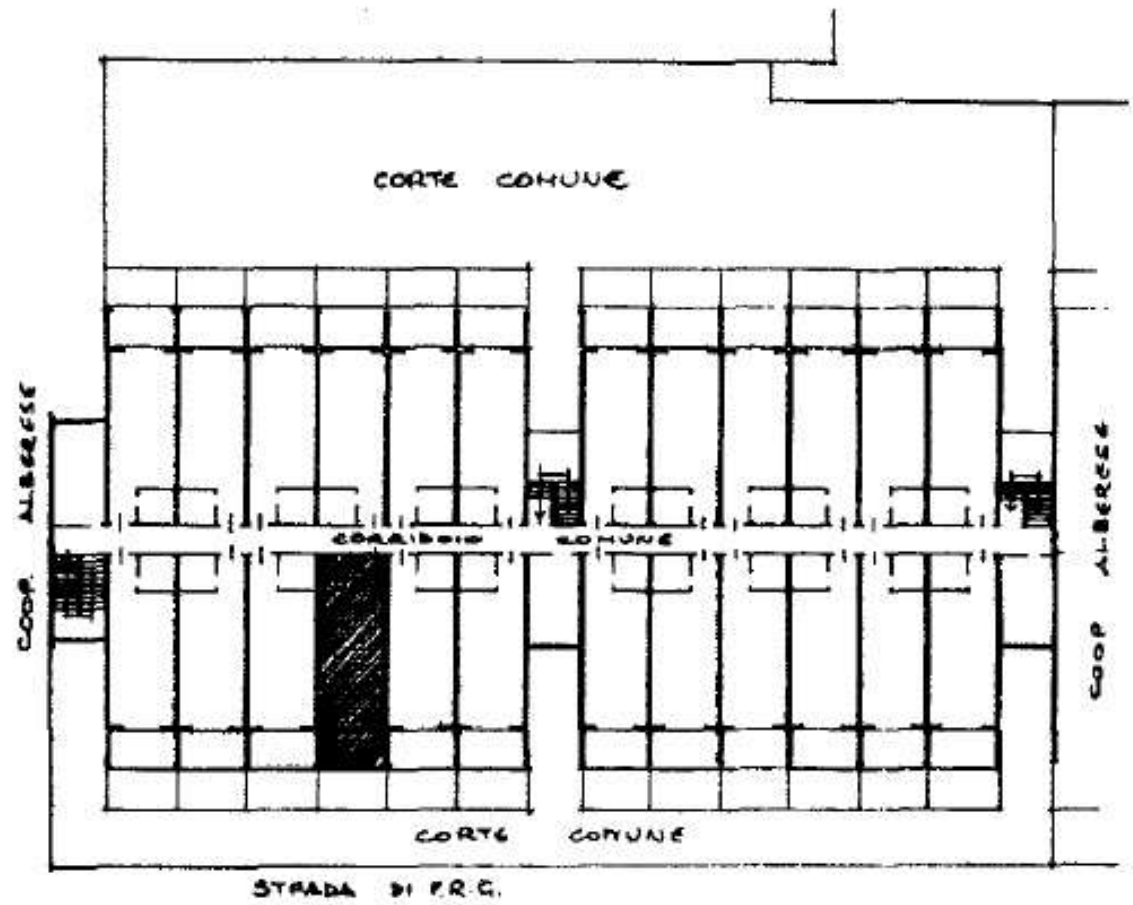 CORTE COMUNE
COOP. ALBERESE
CORRIDOIO COMUNE
COOP ALBERESE
CORTE COMUNE
STRADA DI P.R.G.